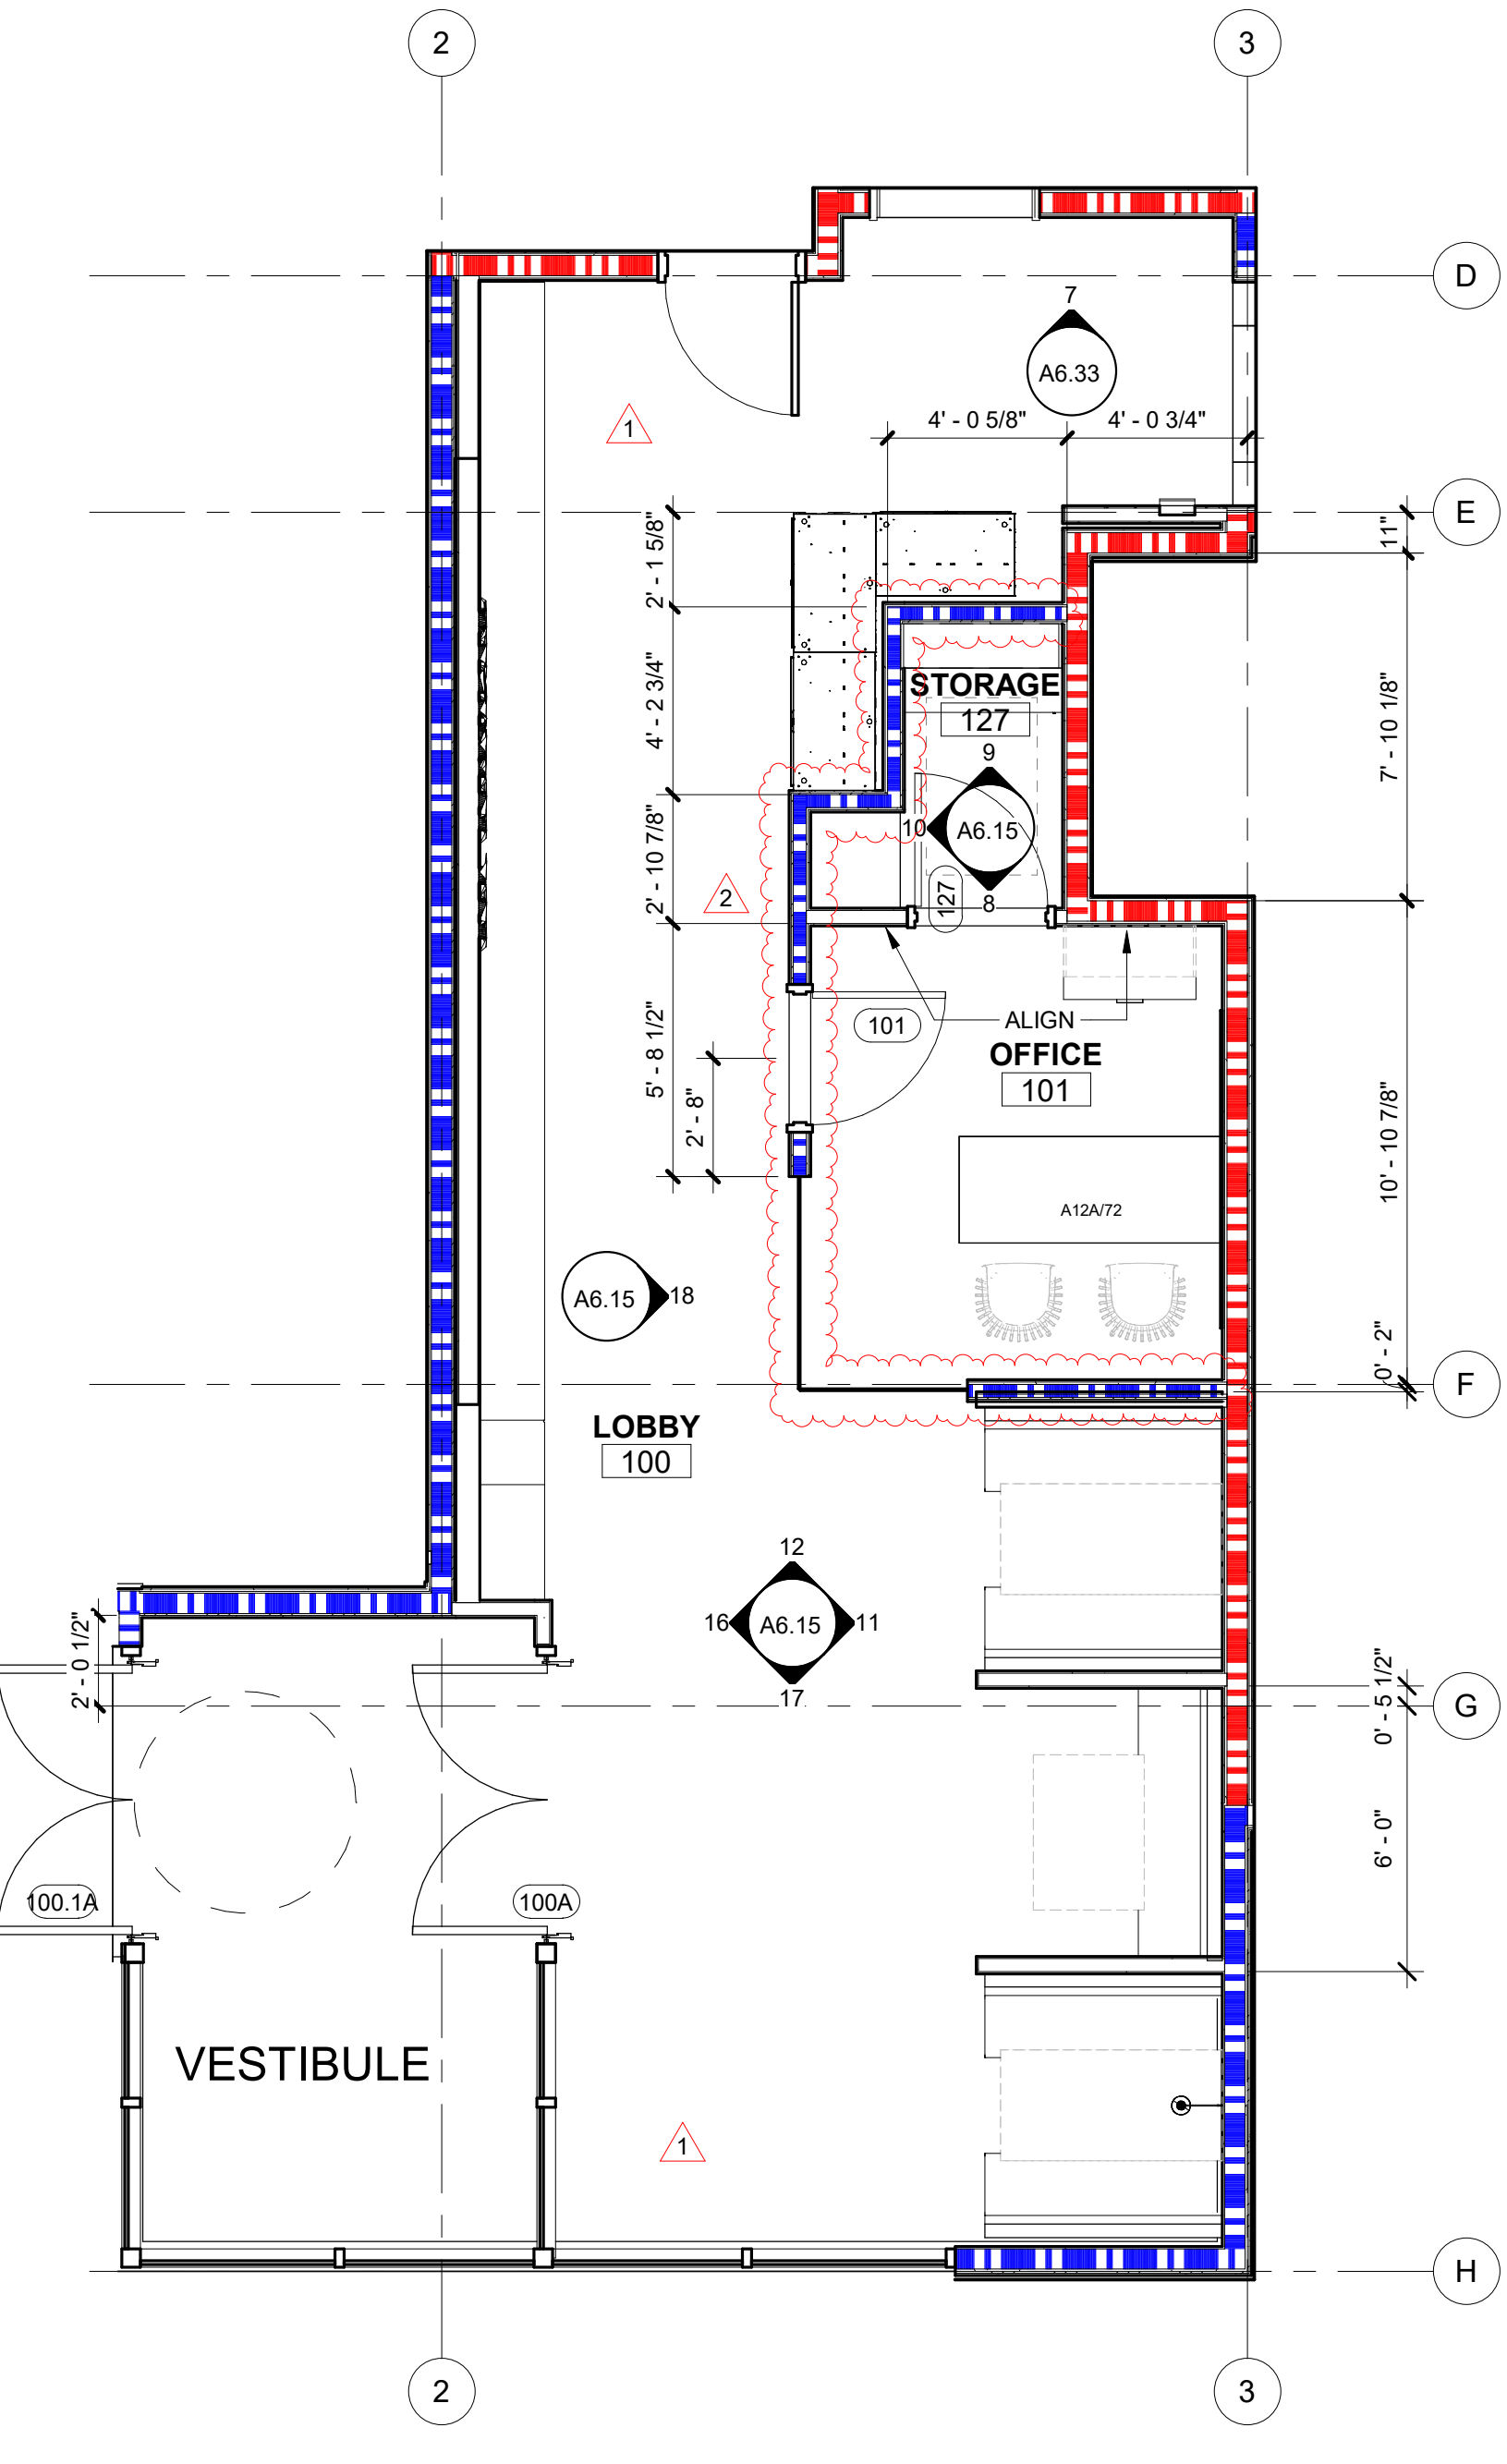 2
3
D
7
A6.33
4' - 0 5/8"
4' - 0 3/4"
1
E
11"
2' - 1 5/8"
4' - 2 3/4"
STORAGE
127
7' - 10 1/8"
9
10
A6.15
8
127
2' - 10 7/8"
2
101
ALIGN
OFFICE
101
5' - 8 1/2"
2' - 8"
10' - 10 7/8"
A12A/72
A6.15
18
0' - 2"
F
LOBBY
100
12
16
A6.15
11
17
2' - 0 1/2"
0' - 5 1/2"
G
6' - 0"
100.1A
100A
VESTIBULE
1
H
2
3